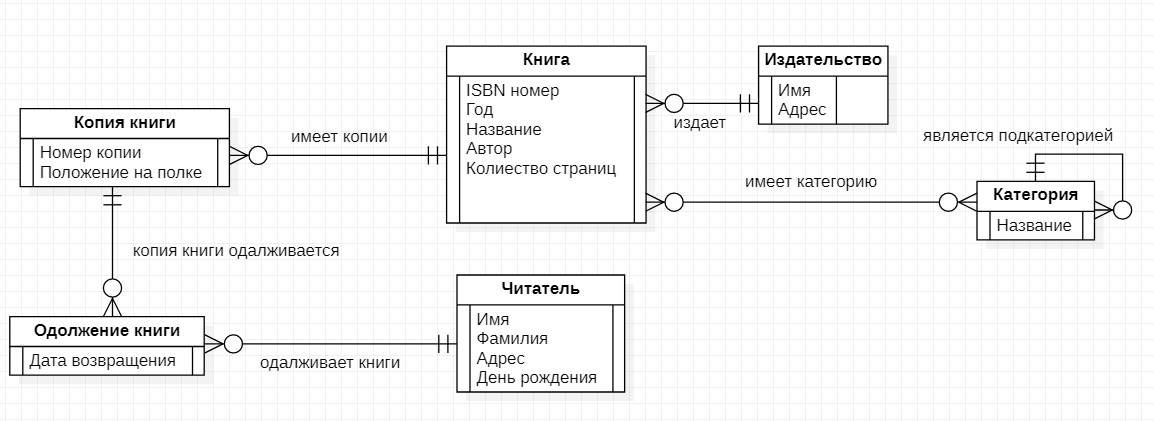 Книга
ISBN номер
Год
Название
Автор
Колиество страниц
Издательство
Имя
Адрес
издает
Копия книги
Номер копии
Положение на полке
имеет копии
является подкатегорией
имеет категорию
Категория
Название
копия книги одалживается
Читатель
Имя
Фамилия
Адрес
День рождения
Одолжение книги
Дата возвращения
одалживает книги